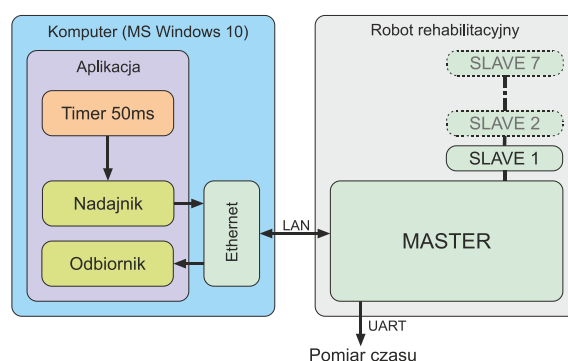 Komputer (MS Windows 10)
Aplikacja
Timer 50ms
Nadajnik
Odbiornik
Ethernet
LAN
Robot rehabilitacyjny
SLAVE 7
SLAVE 2
SLAVE 1
MASTER
UART
Pomiar czasu